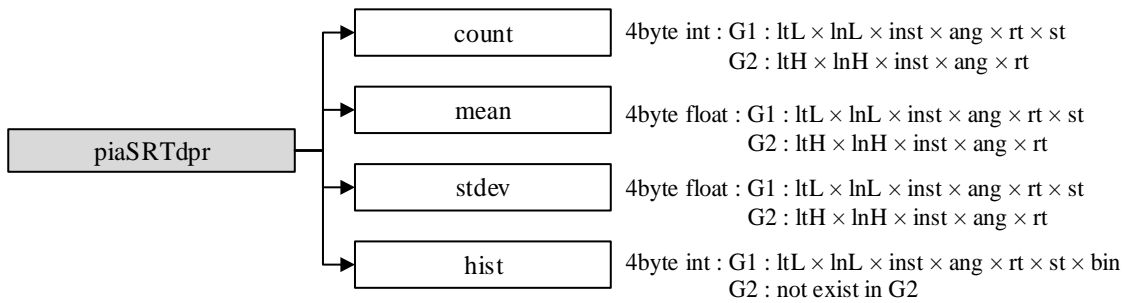 count
4byte int : G1 : ltL × lnL × inst × ang × rt × st
G2 : ltH × lnH × inst × ang × rt
mean
4byte float : G1 : ltL × lnL × inst × ang × rt × st
G2 : ltH × lnH × inst × ang × rt
piaSRTdpr
stdev
4byte float : G1 : ltL × lnL × inst × ang × rt × st
G2 : ltH × lnH × inst × ang × rt
hist
4byte int : G1 : ltL × lnL × inst × ang × rt × st × bin
G2 : not exist in G2